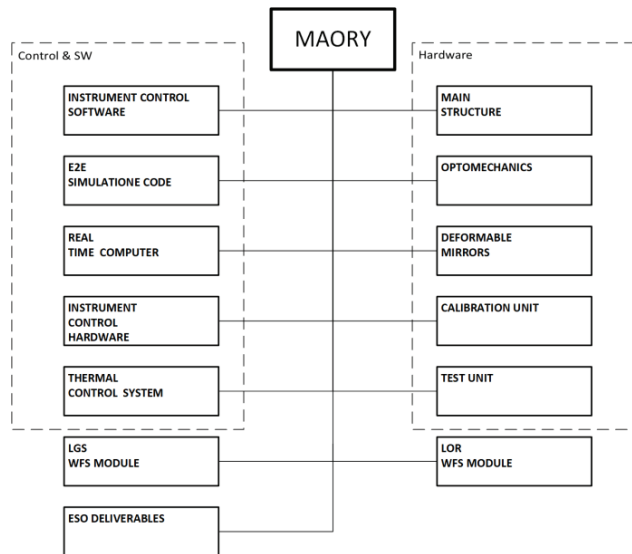 MAORY
Control & SW
Hardware
INSTRUMENT CONTROL
SOFTWARE
MAIN
STRUCTURE
E2E
SIMULATIONE CODE
OPTOMECHANICS
REAL
TIME COMPUTER
DEFORMABLE
MIRRORS
INSTRUMENT
CONTROL
HARDWARE
CALIBRATION UNIT
THERMAL
CONTROL SYSTEM
TEST UNIT
LGS
WFS MODULE
LOR
WFS MODULE
ESO DELIVERABLES